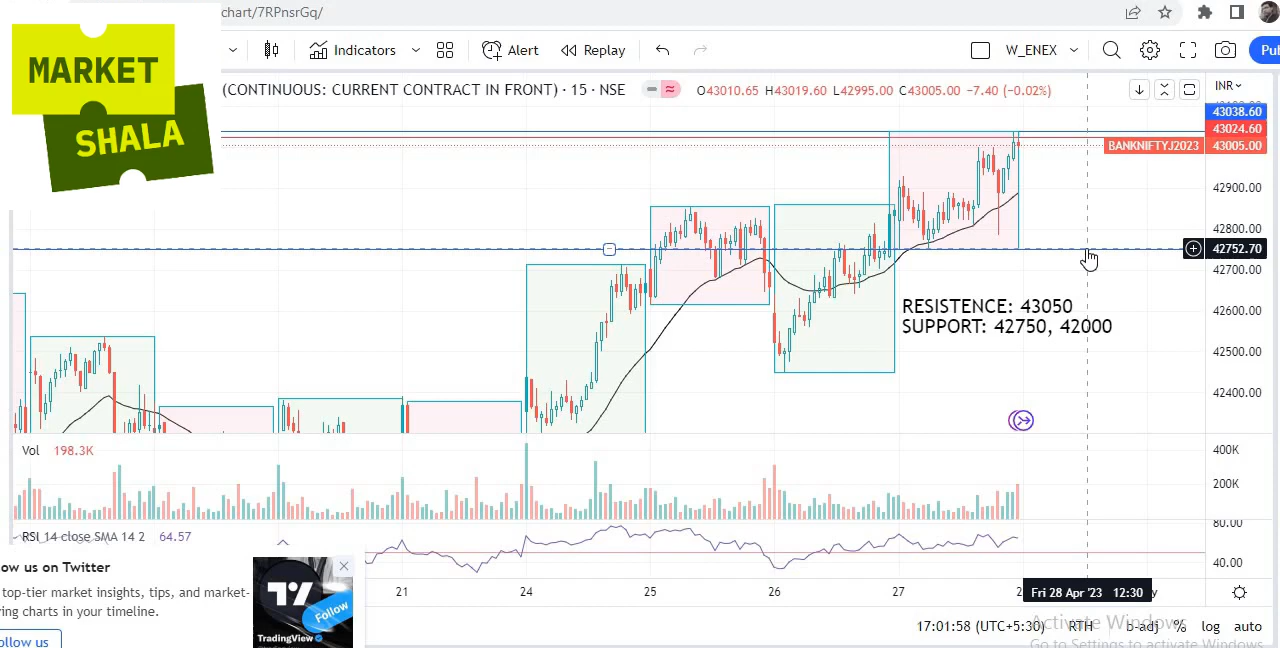 chart/7RPnsrGq/
MARKET
SHALA
Indicators
Alert
Replay
W_ENEX
Pub
(CONTINUOUS: CURRENT CONTRACT IN FRONT) · 15 · NSE
O43010.65 H43019.60 L42995.00 C43005.00 −7.40 (−0.02%)
INR
43038.60
43024.60
BANKNIFTYJ2023 43005.00
42900.00
42800.00
42752.70
42700.00
42600.00
42500.00
42400.00
RESISTENCE: 43050
SUPPORT: 42750, 42000
Vol 198.3K
400K
200K
RSI 14 close SMA 14 2 64.57
80.00
40.00
ow us on Twitter
top-tier market insights, tips, and market-
ving charts in your timeline.
ollow us
Follow
TradingView
21 24 25 26 27 2
Fri 28 Apr '23 12:30
17:01:58 (UTC+5:30) RTH b-adj % log auto
Activate Windows
Go to Settings to activate Windows.